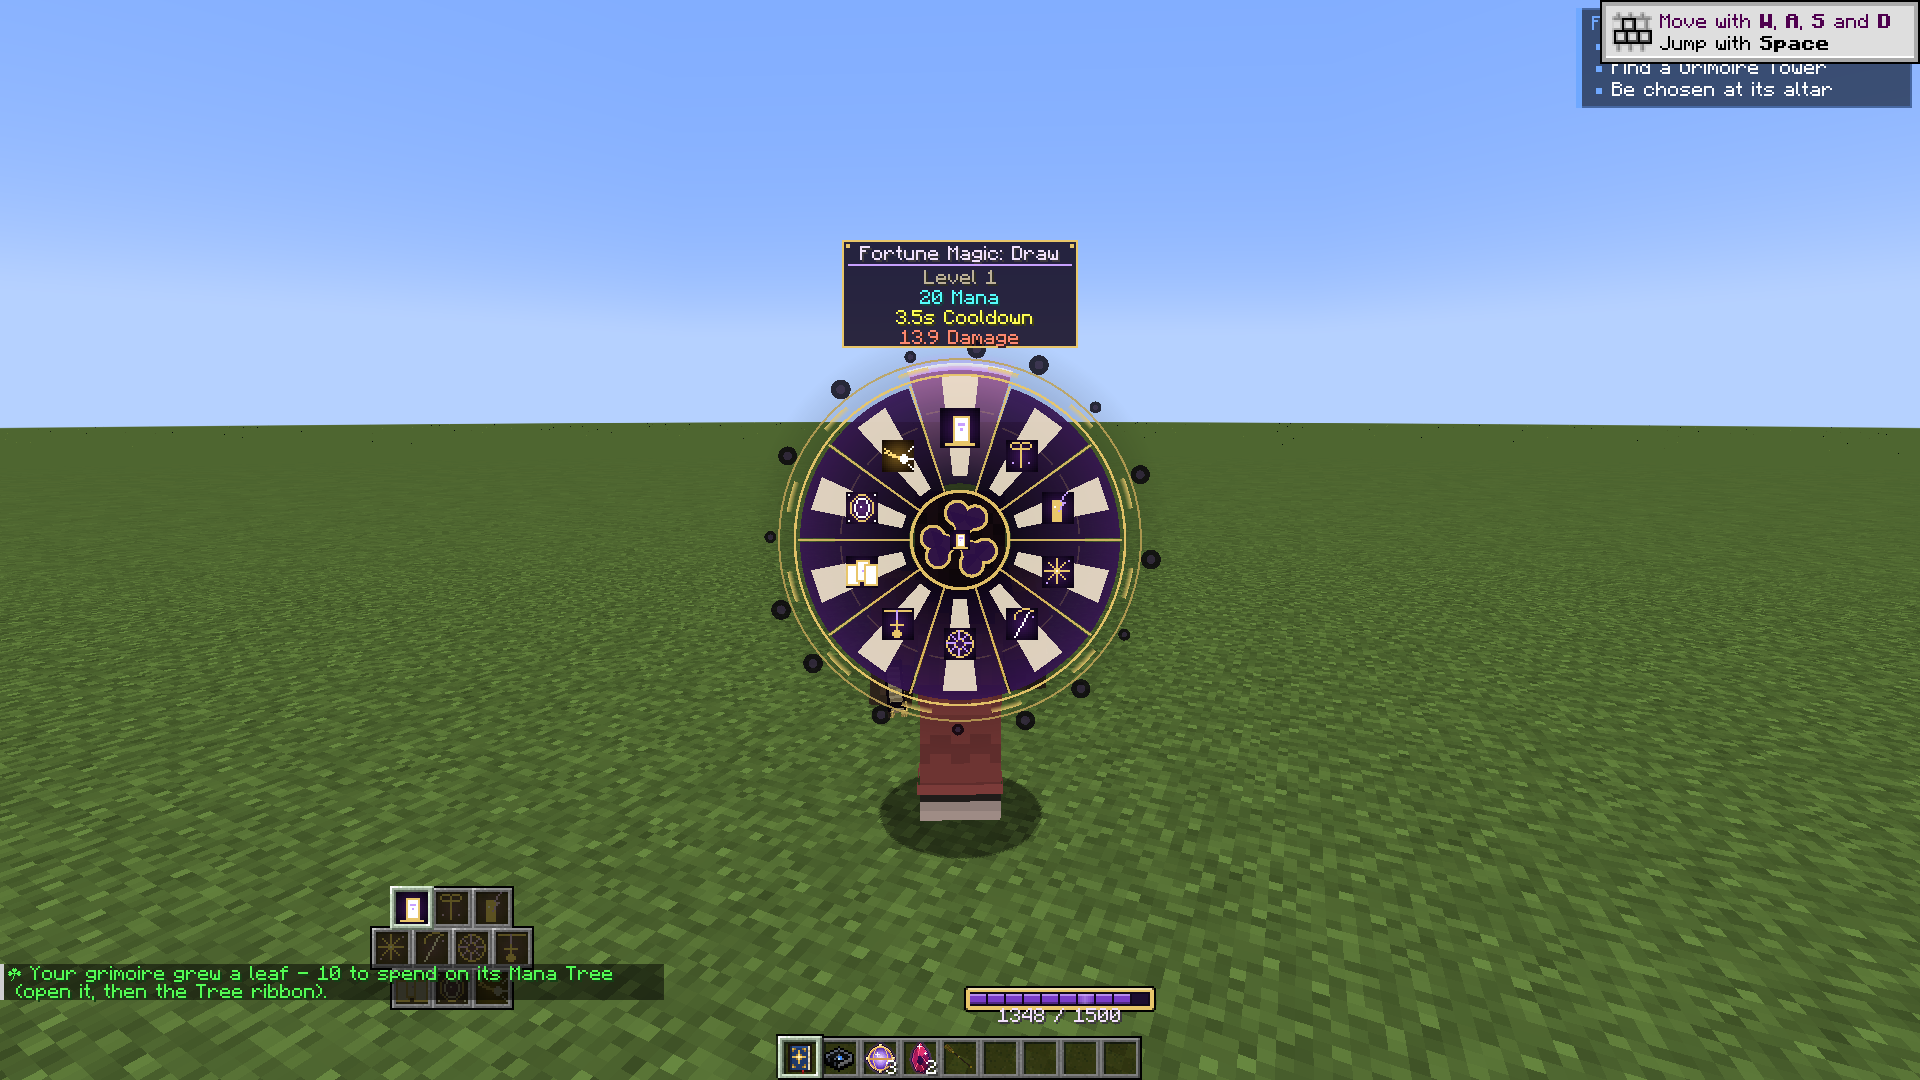 Move with W, A, S and D
Jump with Space
Find a Grimoire Tower
Be chosen at its altar
Fortune Magic: Draw
Level 1
20 Mana
3.5s Cooldown
13.9 Damage
Your grimoire grew a leaf - 10 to spend on its Mana Tree
(open it, then the Tree ribbon).
1348 / 1500
3
2